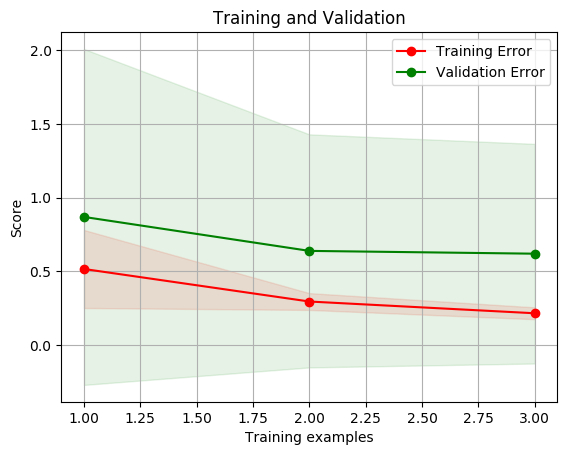 Training and Validation
Training Error
Validation Error
Score
2.0
1.5
1.0
0.5
0.0
1.00 1.25 1.50 1.75 2.00 2.25 2.50 2.75 3.00
Training examples